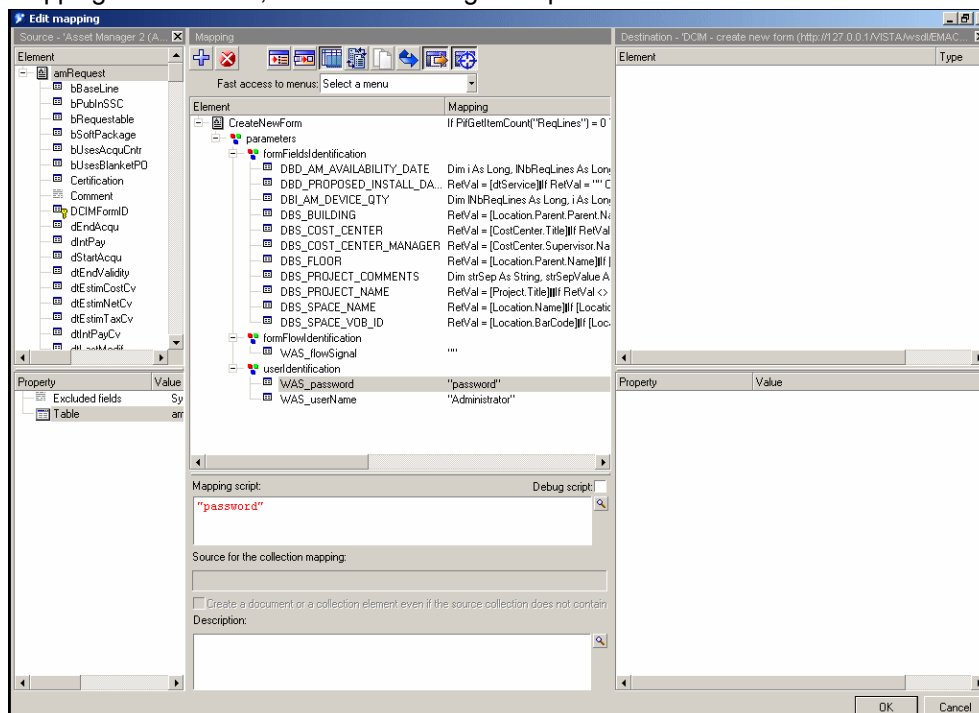 Edit mapping
Source - 'Asset Manager 2 (A...
Element
amRequest
bBaseLine
bPubInSSC
bRequestable
bSoftPackage
bUsesAcquCntr
bUsesBlanketPO
Certification
Comment
DCIMFormID
dEndAcqu
dIntPay
dStartAcqu
dtEndValidity
dtEstimCostCv
dtEstimNetCv
dtEstimTaxCv
dtIntPayCv
Property Value
Excluded fields Sy
Table am
Mapping
Fast access to menus: Select a menu
Element Mapping
CreateNewForm If PifGetItemCount("ReqLines") = 0
parameters
formFieldsIdentification
DBD_AM_AVAILABILITY_DATE Dim i As Long, lNbReqLines As Long
DBD_PROPOSED_INSTALL_DA... RetVal = [dtService]||If RetVal = ""
DBI_AM_DEVICE_QTY Dim lNbReqLines As Long, i As Long
DBS_BUILDING RetVal = [Location.Parent.Parent.Na
DBS_COST_CENTER RetVal = [CostCenter.Title]||If RetVal
DBS_COST_CENTER_MANAGER RetVal = [CostCenter.Supervisor.Na
DBS_FLOOR RetVal = [Location.Parent.Name]||If [
DBS_PROJECT_COMMENTS Dim strSep As String, strSepValue A
DBS_PROJECT_NAME RetVal = [Project.Title]||If RetVal <>
DBS_SPACE_NAME RetVal = [Location.Name]||If [Locatio
DBS_SPACE_VOB_ID RetVal = [Location.BarCode]||If [Loc
formFlowIdentification
WAS_flowSignal ""
userIdentification
WAS_password "password"
WAS_userName "Administrator"
Mapping script: Debug script:
"password"
Source for the collection mapping:
Create a document or a collection element even if the source collection does not contain
Description:
Destination - 'DCIM - create new form (http://127.0.0.1/VISTA/wsdl/EMAC...
Element Type
Property Value
OK Cancel